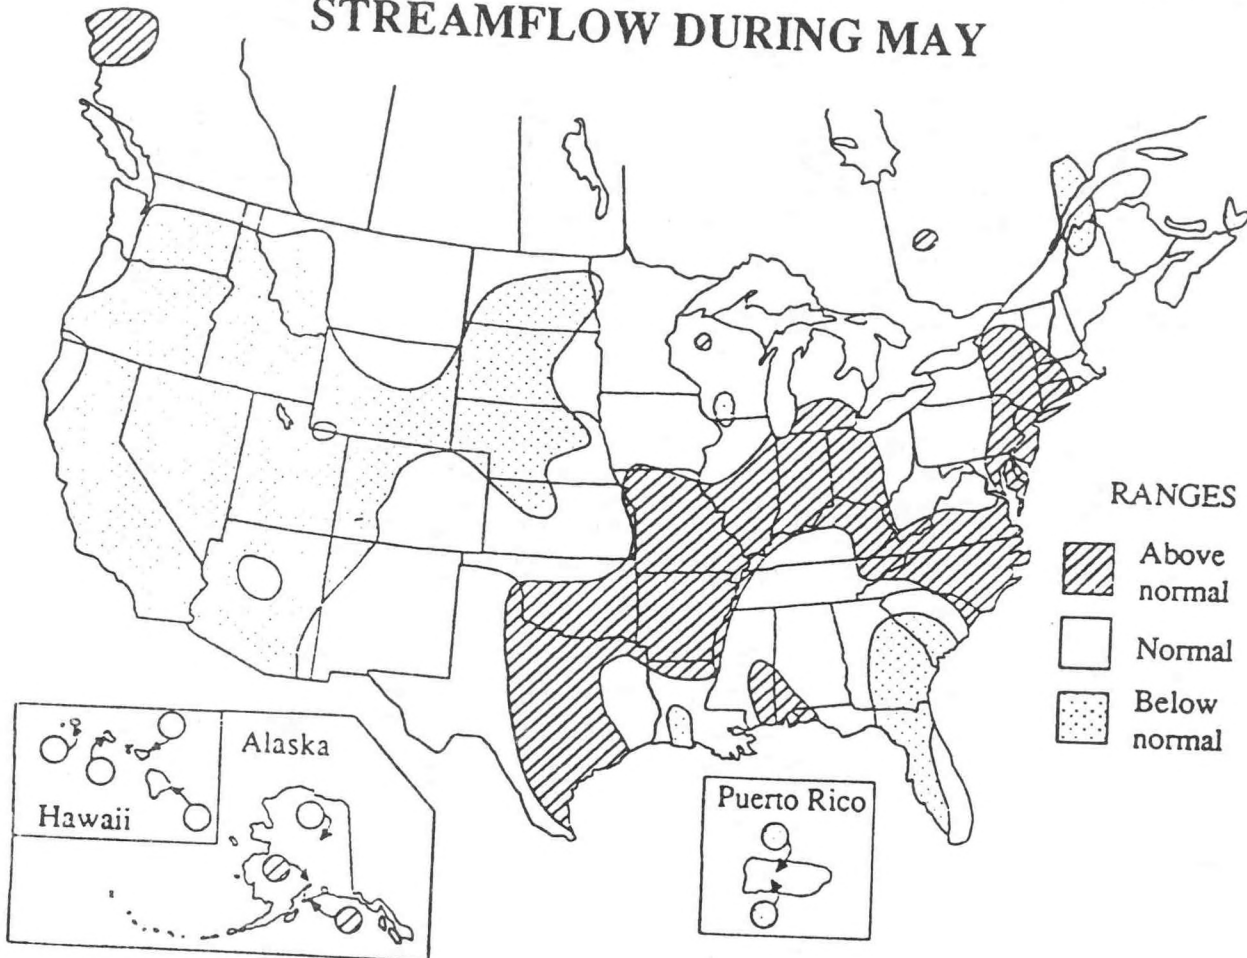 STREAMFLOW DURING MAY
RANGES
Above
normal
Normal
Below
normal
Alaska
Hawaii
Puerto Rico